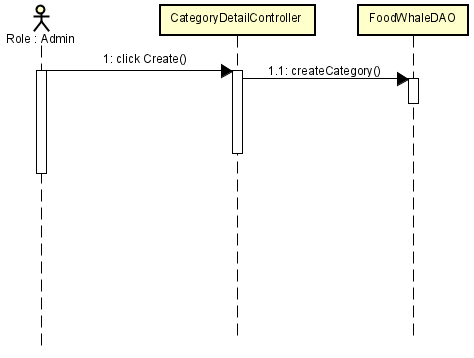 CategoryDetailController
FoodWhaleDAO
Role : Admin
1: click Create()
1.1: createCategory()